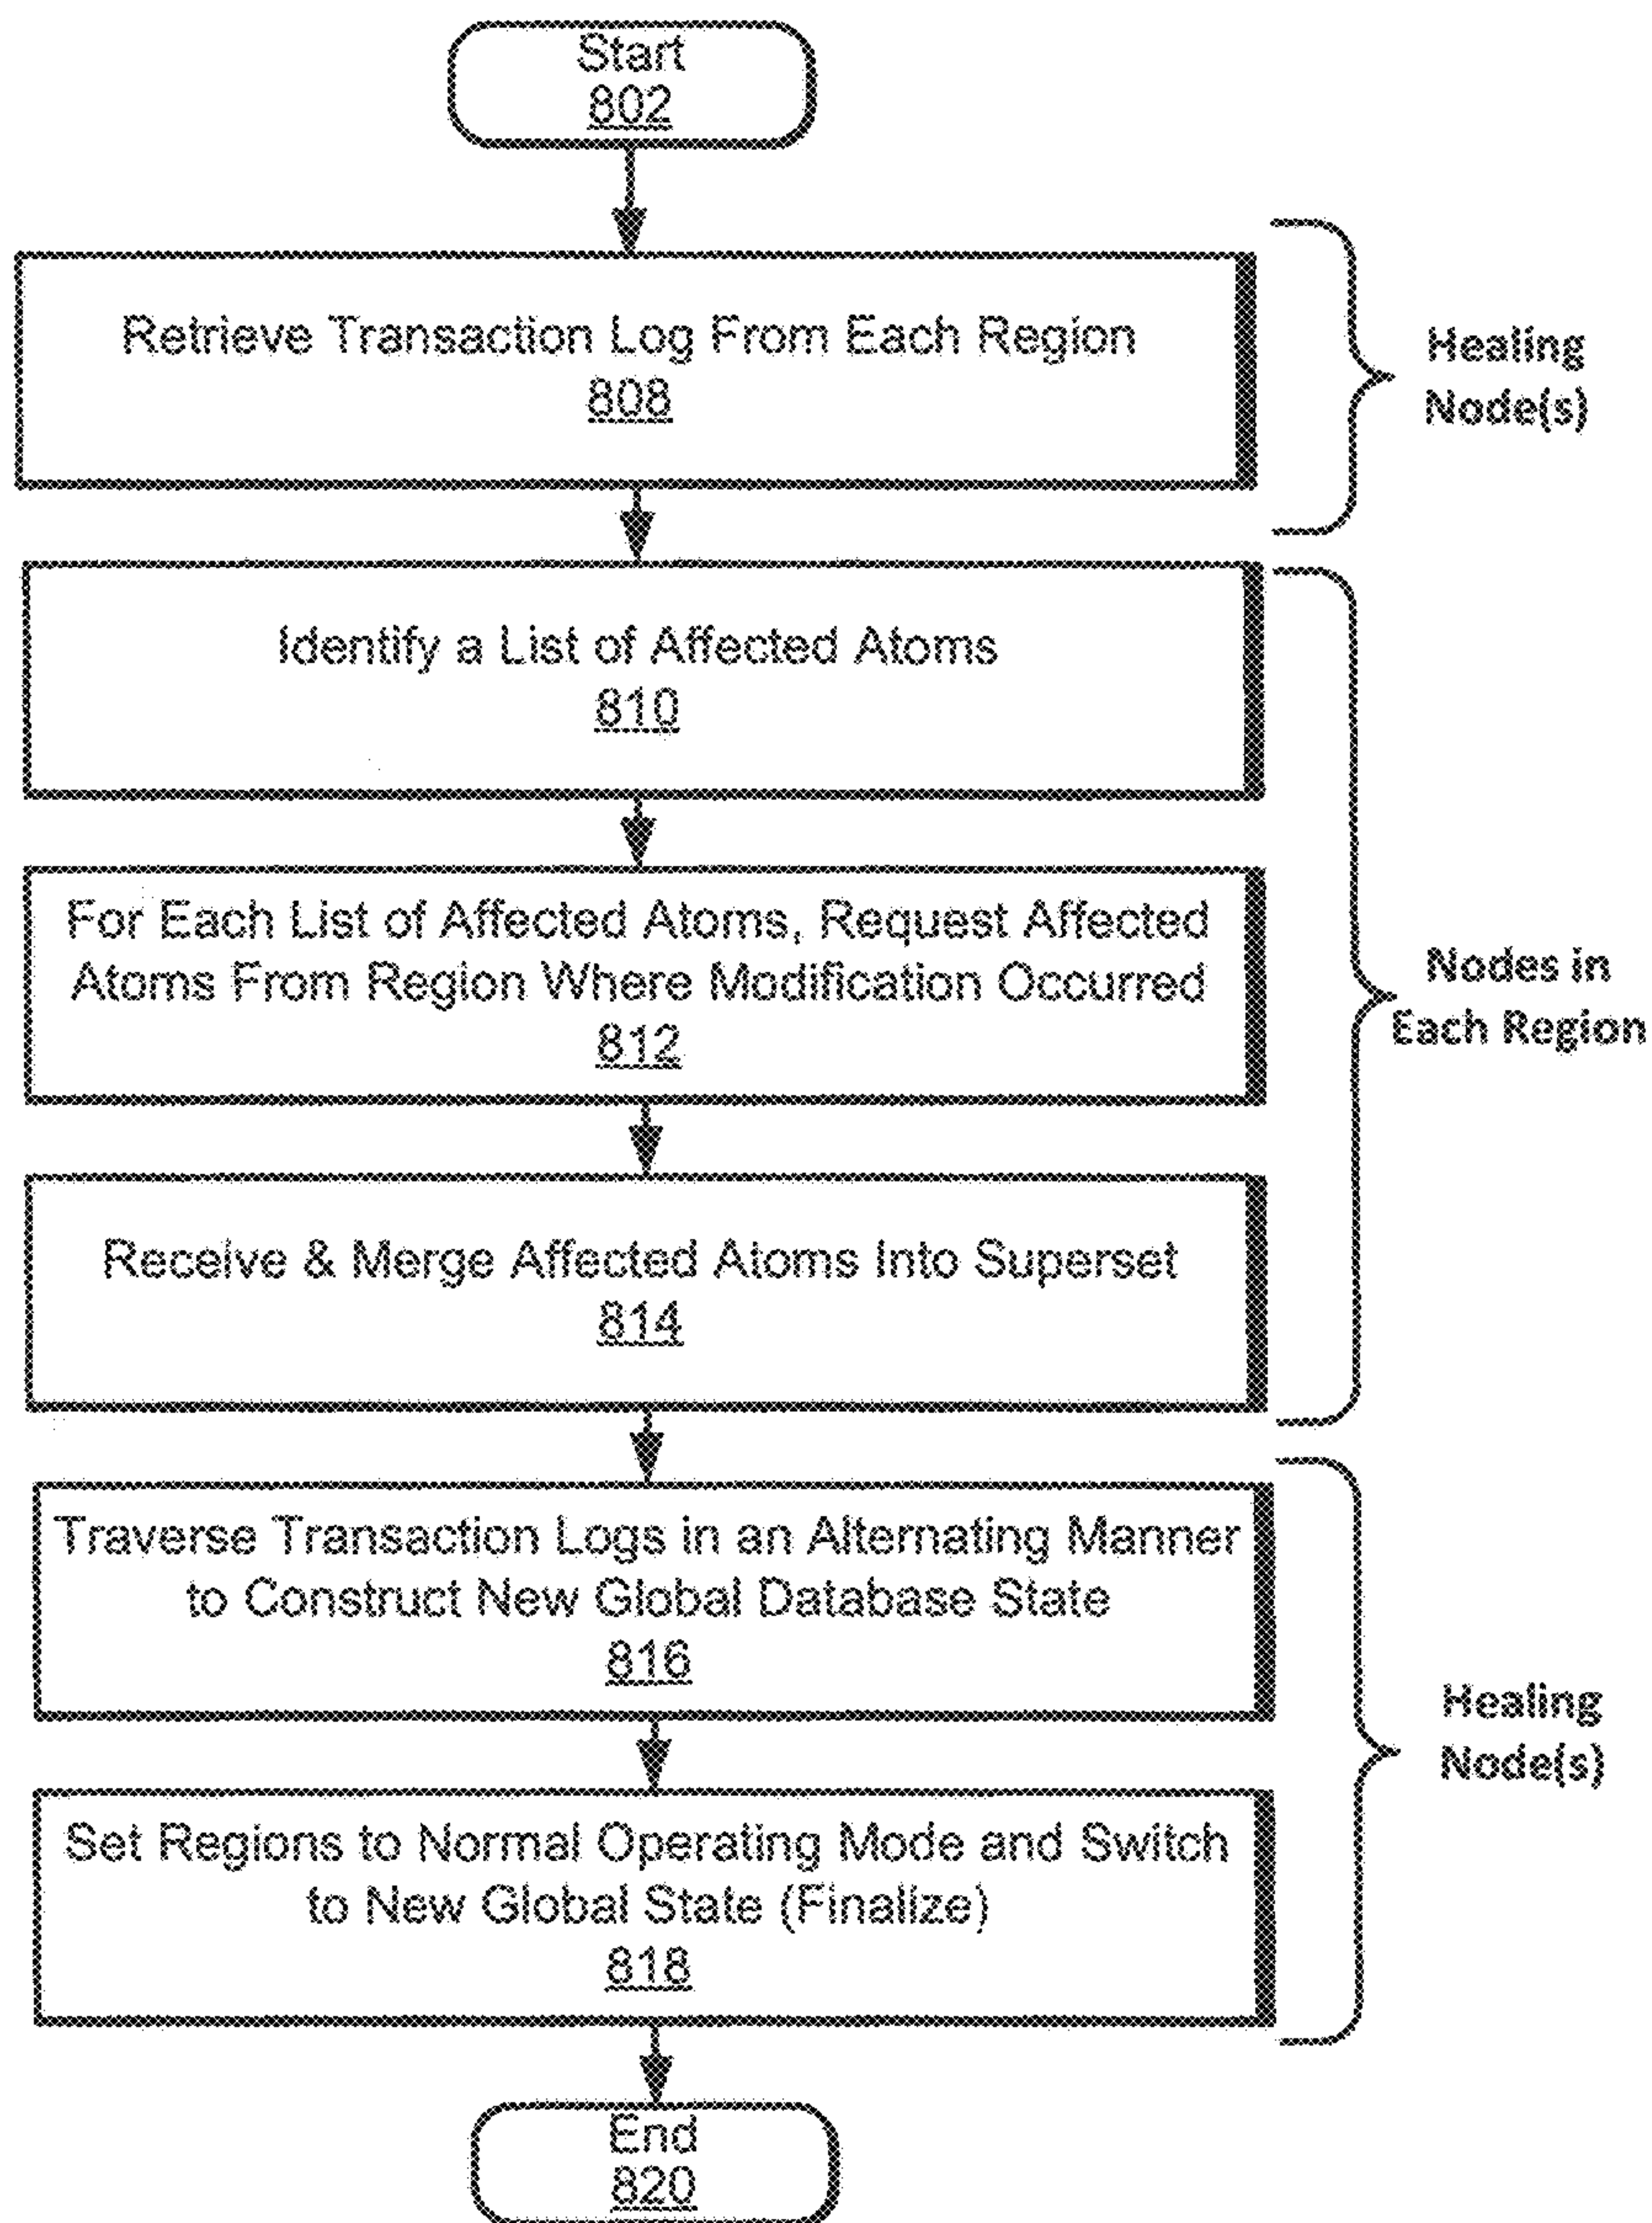 Start
802
Retrieve Transaction Log From Each Region
808
Healing
Node(s)
Identify a List of Affected Atoms
810
For Each List of Affected Atoms, Request Affected
Atoms From Region Where Modification Occurred
812
Nodes in
Each Region
Receive & Merge Affected Atoms Into Superset
814
Traverse Transaction Logs in an Alternating Manner
to Construct New Global Database State
816
Healing
Node(s)
Set Regions to Normal Operating Mode and Switch
to New Global State (Finalize)
818
End
820